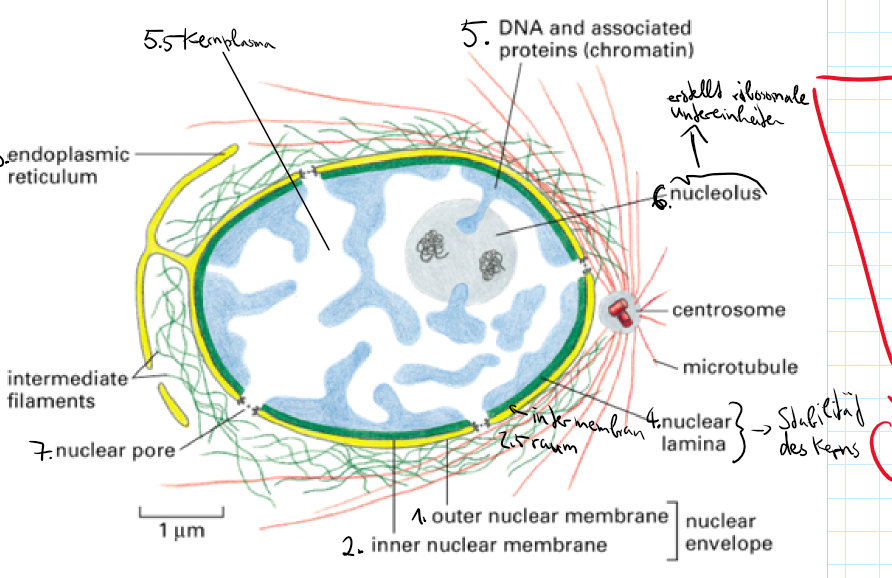 5.5 Kernplasma
5. DNA and associated
proteins (chromatin)
erstellt ribosomale
Untereinheiten
endoplasmic
reticulum
6. nucleolus
centrosome
microtubule
intermediate
filaments
intermembran
2.5 raum
4. nuclear
lamina
→ Stabilität
des Kerns
7. nuclear pore
1 μm
1. outer nuclear membrane
2. inner nuclear membrane
nuclear
envelope